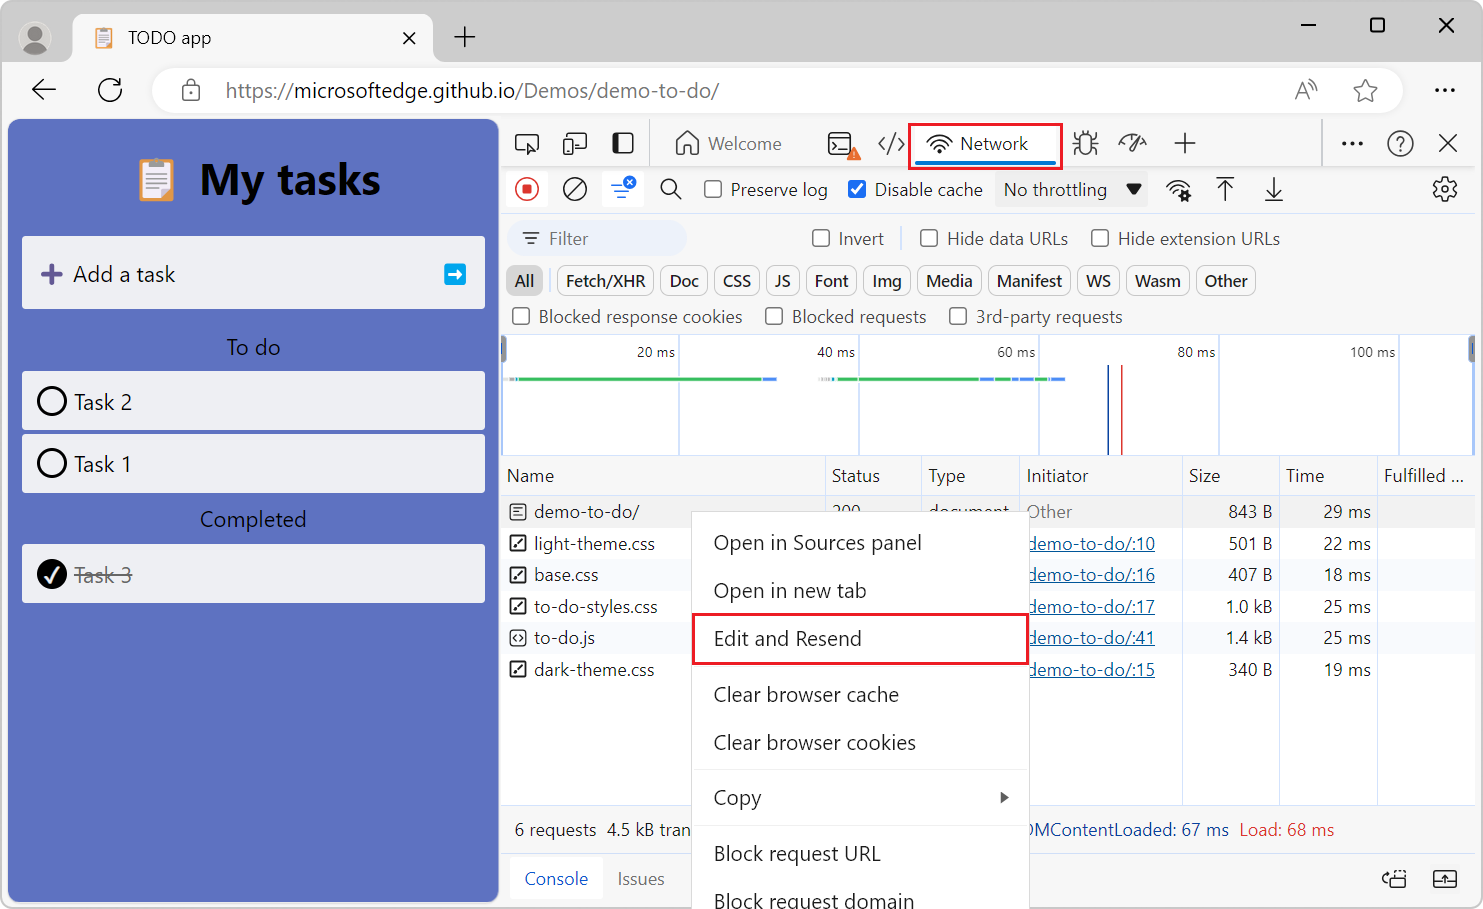 TODO app
https://microsoftedge.github.io/Demos/demo-to-do/
My tasks
Add a task
To do
Task 2
Task 1
Completed
Task 3
Welcome
Network
Preserve log
Disable cache
No throttling
Filter
Invert
Hide data URLs
Hide extension URLs
All
Fetch/XHR
Doc
CSS
JS
Font
Img
Media
Manifest
WS
Wasm
Other
Blocked response cookies
Blocked requests
3rd-party requests
20 ms
40 ms
60 ms
80 ms
100 ms
Name Status Type Initiator Size Time Fulfilled ...
demo-to-do/ 200 document Other 843 B 29 ms
light-theme.css demo-to-do/:10 501 B 22 ms
base.css demo-to-do/:16 407 B 18 ms
to-do-styles.css demo-to-do/:17 1.0 kB 25 ms
to-do.js demo-to-do/:41 1.4 kB 25 ms
dark-theme.css demo-to-do/:15 340 B 19 ms
Open in Sources panel
Open in new tab
Edit and Resend
Clear browser cache
Clear browser cookies
Copy
Block request URL
Block request domain
6 requests 4.5 kB tran OMContentLoaded: 67 ms Load: 68 ms
Console
Issues